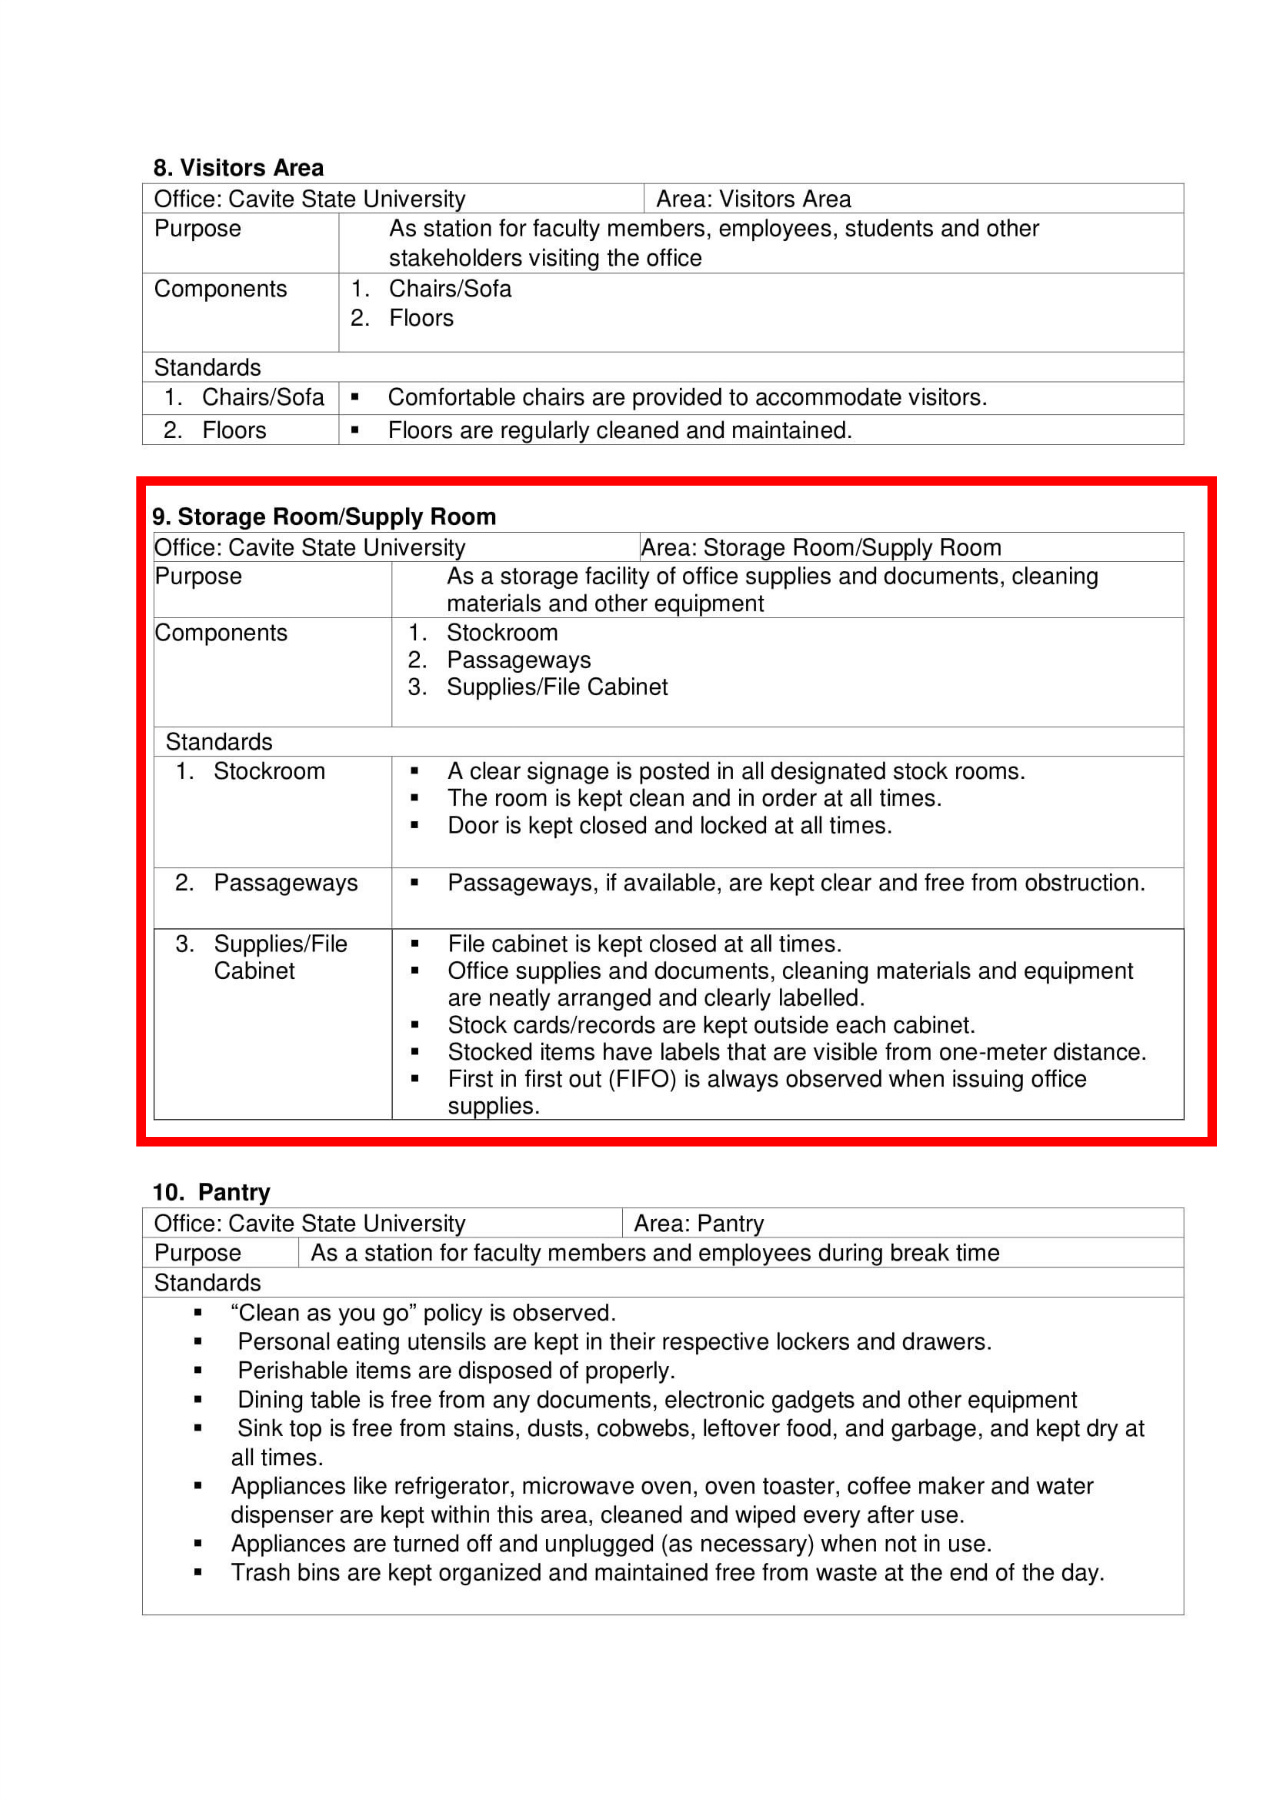 8. Visitors Area
Office: Cavite State University Area: Visitors Area
Purpose As station for faculty members, employees, students and other
stakeholders visiting the office
Components 1. Chairs/Sofa
2. Floors
Standards
1. Chairs/Sofa ▪ Comfortable chairs are provided to accommodate visitors.
2. Floors ▪ Floors are regularly cleaned and maintained.
9. Storage Room/Supply Room
Office: Cavite State University Area: Storage Room/Supply Room
Purpose As a storage facility of office supplies and documents, cleaning
materials and other equipment
Components 1. Stockroom
2. Passageways
3. Supplies/File Cabinet
Standards
1. Stockroom ▪ A clear signage is posted in all designated stock rooms.
▪ The room is kept clean and in order at all times.
▪ Door is kept closed and locked at all times.
2. Passageways ▪ Passageways, if available, are kept clear and free from obstruction.
3. Supplies/File ▪ File cabinet is kept closed at all times.
Cabinet ▪ Office supplies and documents, cleaning materials and equipment
are neatly arranged and clearly labelled.
▪ Stock cards/records are kept outside each cabinet.
▪ Stocked items have labels that are visible from one-meter distance.
▪ First in first out (FIFO) is always observed when issuing office
supplies.
10. Pantry
Office: Cavite State University Area: Pantry
Purpose As a station for faculty members and employees during break time
Standards
▪ “Clean as you go” policy is observed.
▪ Personal eating utensils are kept in their respective lockers and drawers.
▪ Perishable items are disposed of properly.
▪ Dining table is free from any documents, electronic gadgets and other equipment
▪ Sink top is free from stains, dusts, cobwebs, leftover food, and garbage, and kept dry at
all times.
▪ Appliances like refrigerator, microwave oven, oven toaster, coffee maker and water
dispenser are kept within this area, cleaned and wiped every after use.
▪ Appliances are turned off and unplugged (as necessary) when not in use.
▪ Trash bins are kept organized and maintained free from waste at the end of the day.